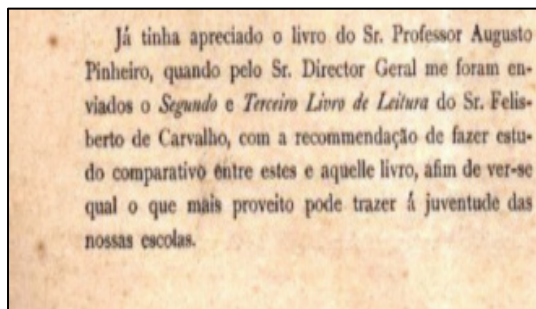 Já tinha apreciado o livro do Sr. Professor Augusto
Pinheiro, quando pelo Sr. Director Geral me foram en-
viados o Segundo e Terceiro Livro de Leitura do Sr. Felis-
berto de Carvalho, com a recommendação de fazer estu-
do comparativo entre estes e aquelle livro, afim de ver-se
qual o que mais proveito pode trazer á juventude das
nossas escolas.